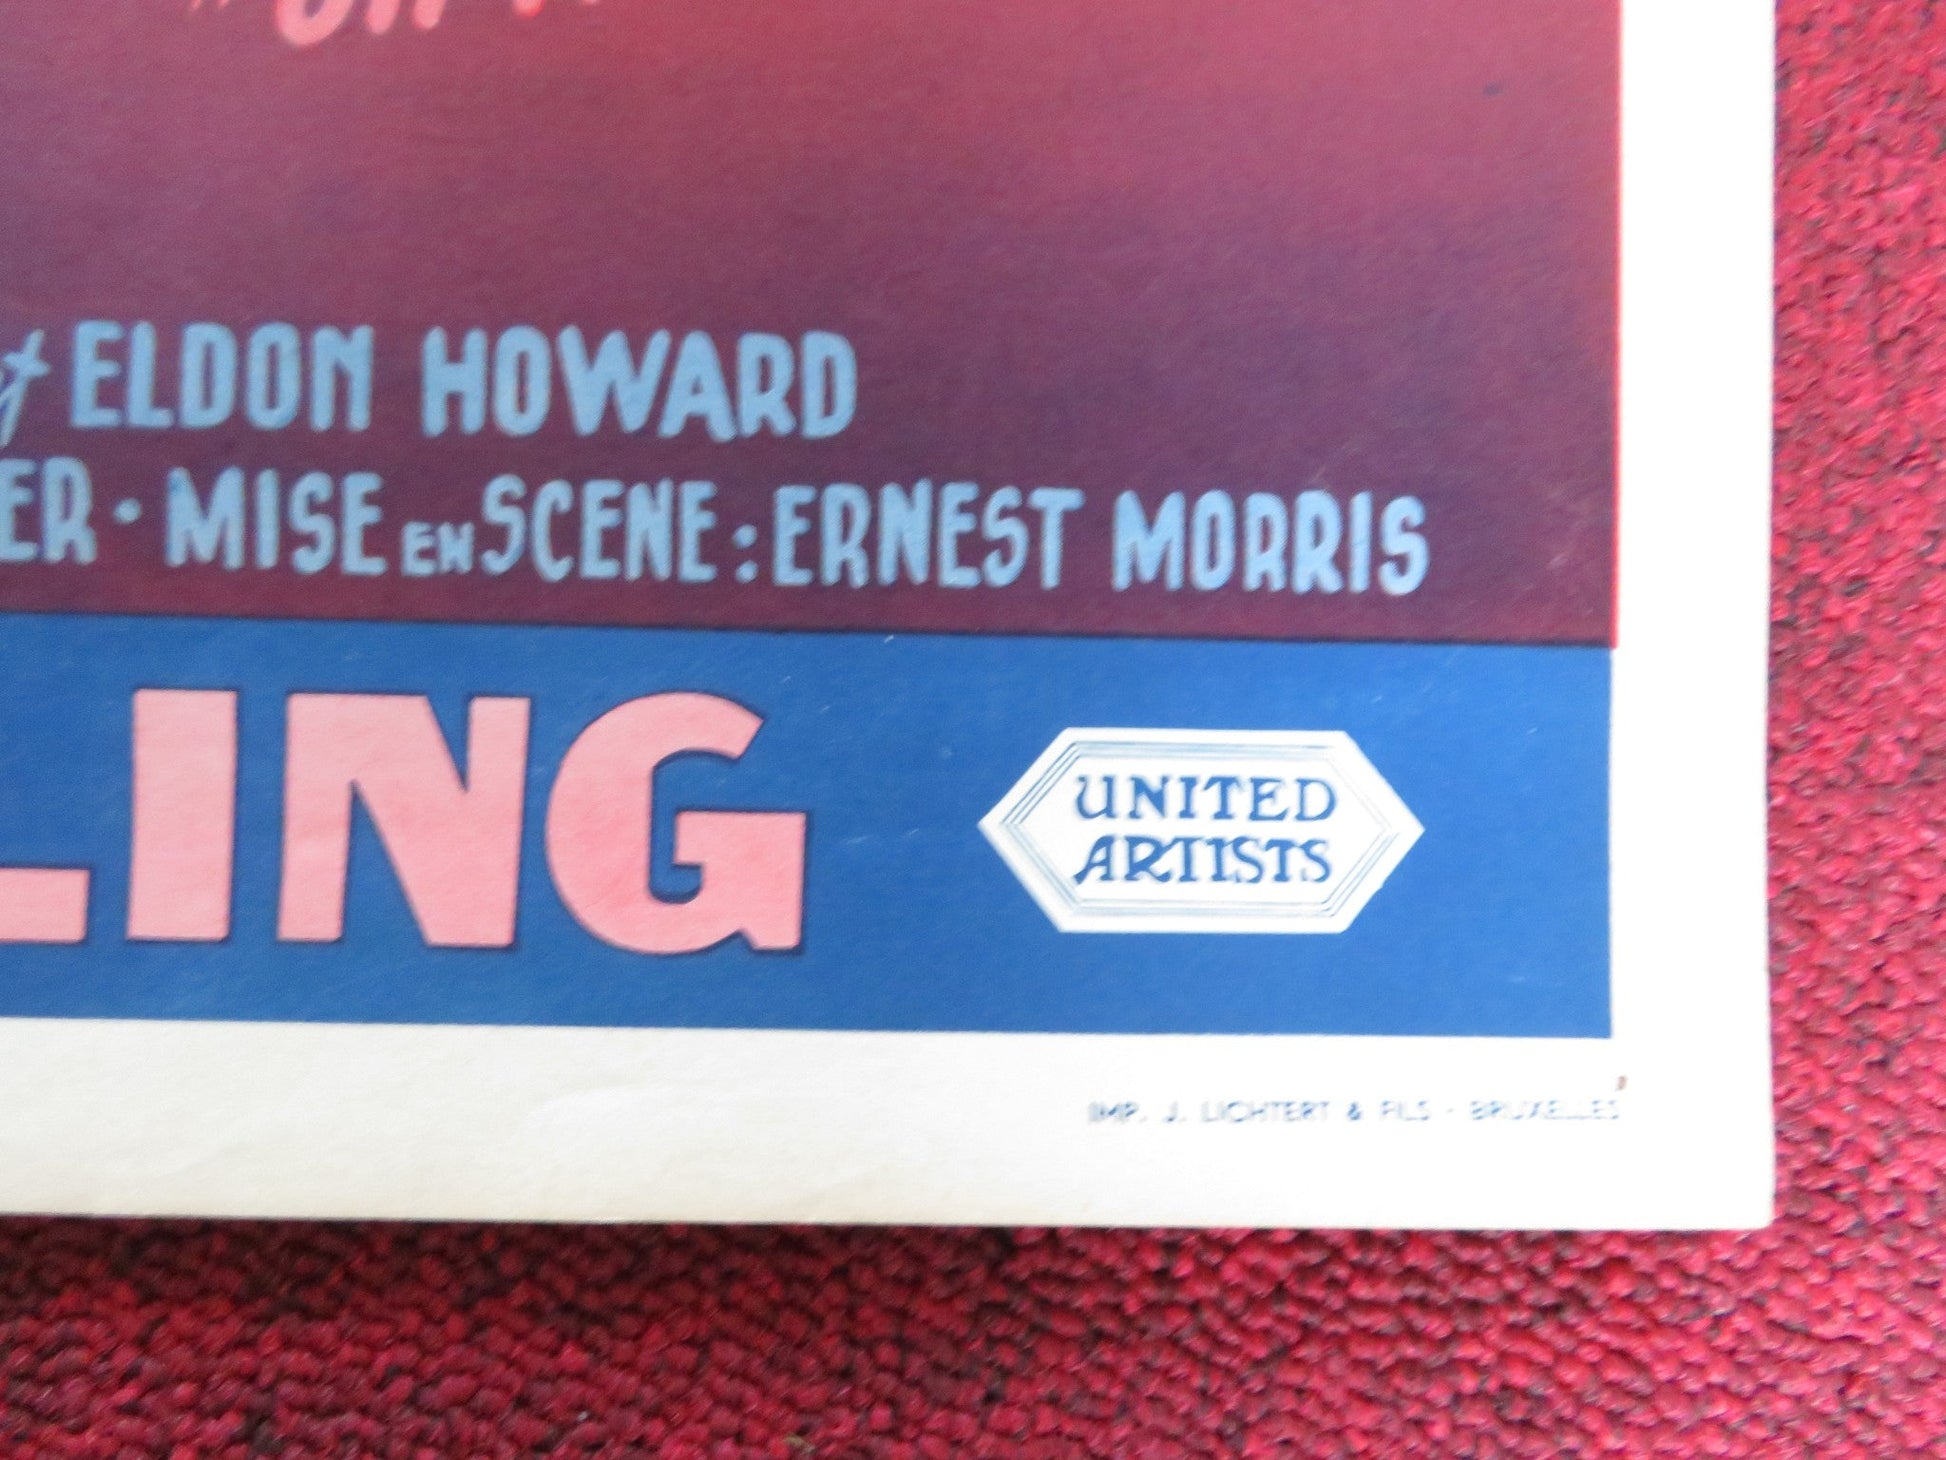 ELDON HOWARD
ER · MISE EN SCENE : ERNEST MORRIS
LING
UNITED
ARTISTS
IMP. J. LICHTERT & FILS - BRUXELLES